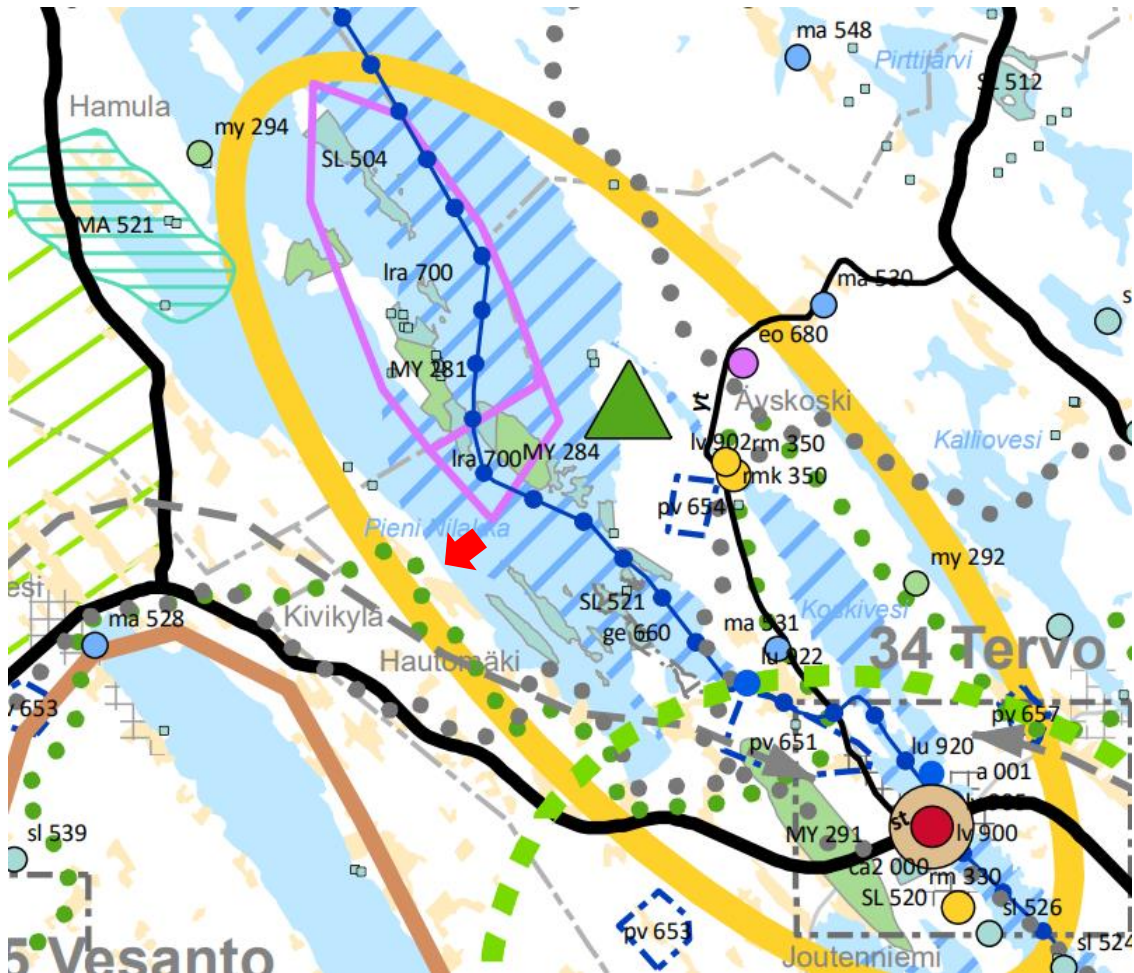 ma 548
Pirttijärvi
SL 512
Hamula
my 294
SL 504
MA 521
lra 700
ma 530
eo 680
MY 281
yt
Äyskoski
lv 902
rm 350
Kalliovesi
lra 700
MY 284
rmk 350
pv 654
Pieni Nilakka
my 292
esi
SL 521
Kivikylä
Koskivesi
ma 528
ge 660
ma 531
34 Tervo
Hautomäki
lu 922
pv 657
pv 651
lu 920
a 001
st
MY 291
lv 900
sl 539
ca2 000
rm 330
SL 520
sl 526
pv 653
sl 524
5 Vesanto
Joutenniemi